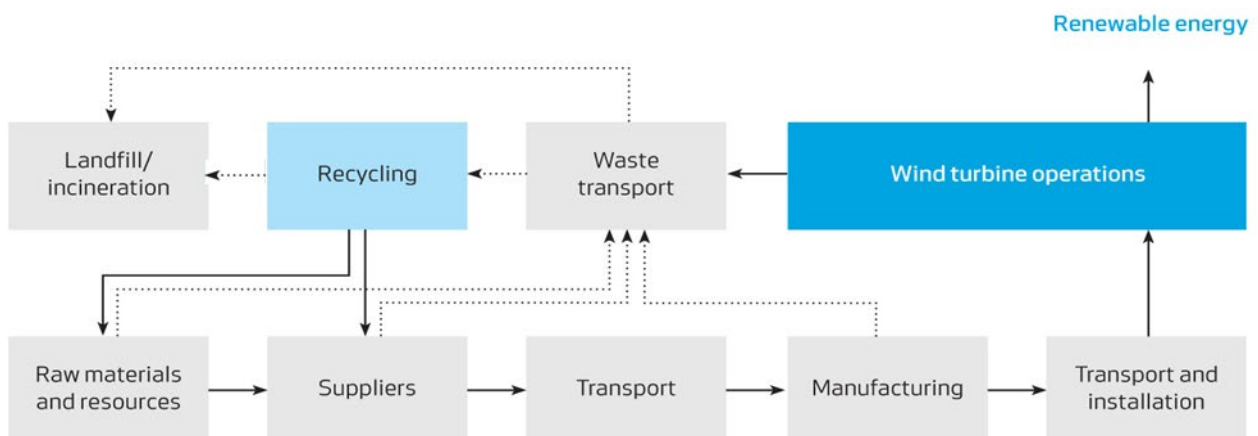 Renewable energy
Landfill/
incineration
Recycling
Waste
transport
Wind turbine operations
Raw materials
and resources
Suppliers
Transport
Manufacturing
Transport and
installation